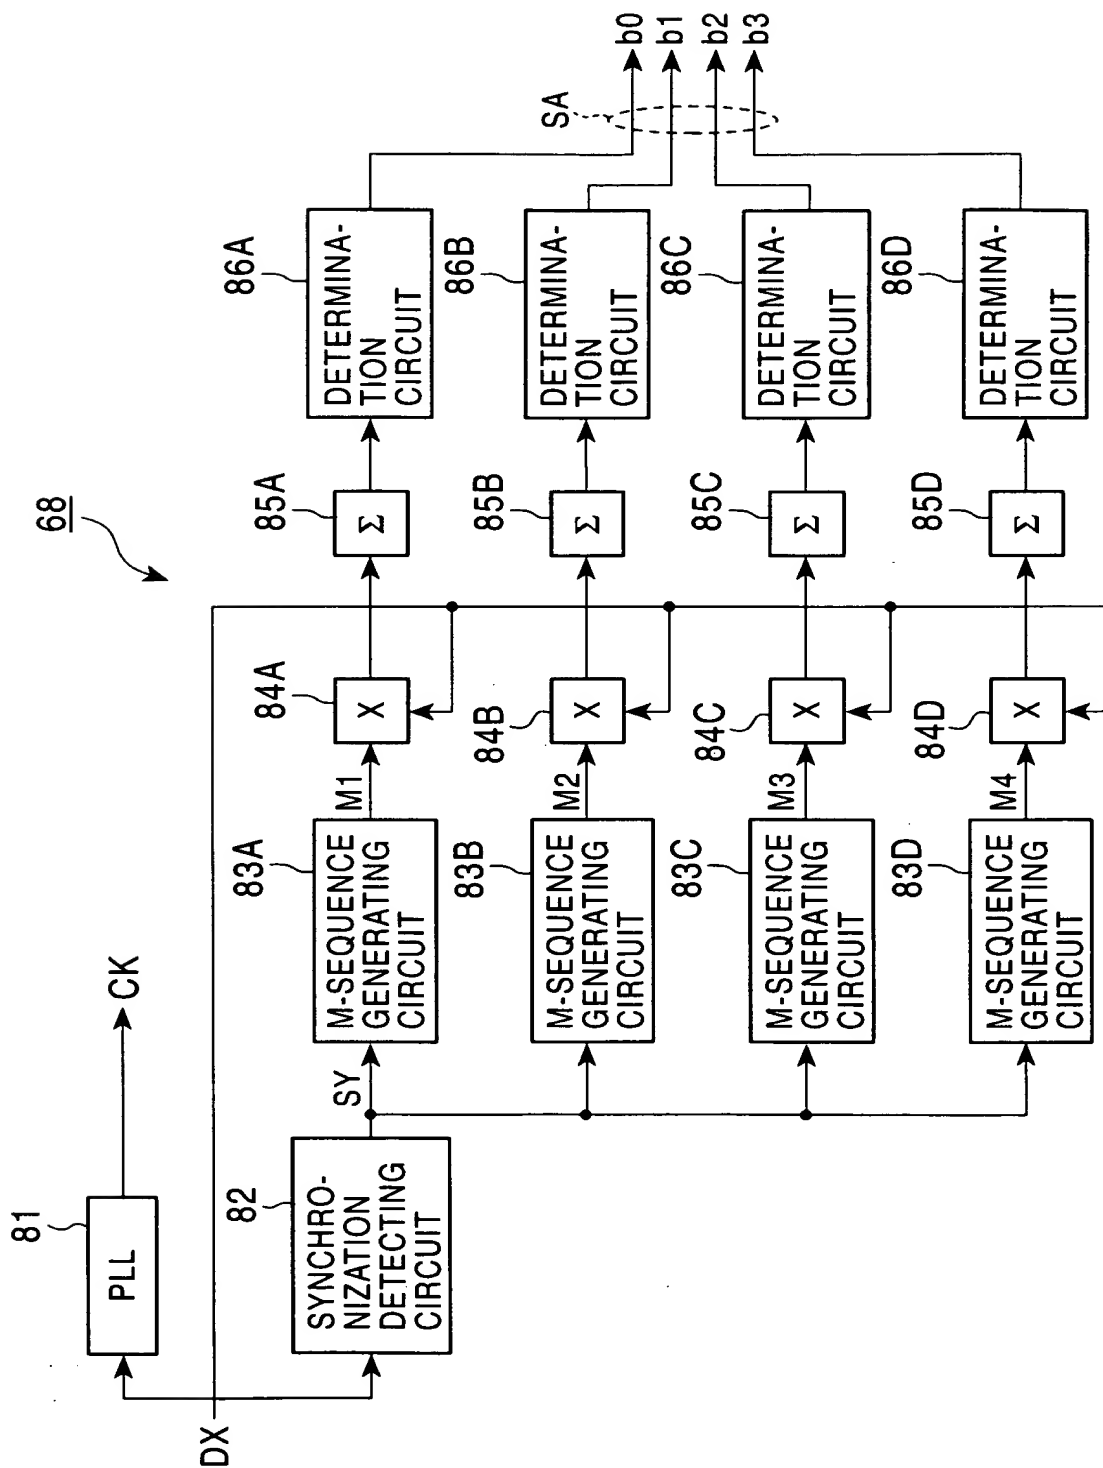 68
81
PLL
CK
DX
82
SYNCHRO-
NIZATION
DETECTING
CIRCUIT
SY
83A
M-SEQUENCE
GENERATING
CIRCUIT
M1
84A
X
85A
Σ
86A
DETERMINA-
TION
CIRCUIT
83B
M-SEQUENCE
GENERATING
CIRCUIT
M2
84B
X
85B
Σ
86B
DETERMINA-
TION
CIRCUIT
83C
M-SEQUENCE
GENERATING
CIRCUIT
M3
84C
X
85C
Σ
86C
DETERMINA-
TION
CIRCUIT
83D
M-SEQUENCE
GENERATING
CIRCUIT
M4
84D
X
85D
Σ
86D
DETERMINA-
TION
CIRCUIT
SA
b0
b1
b2
b3